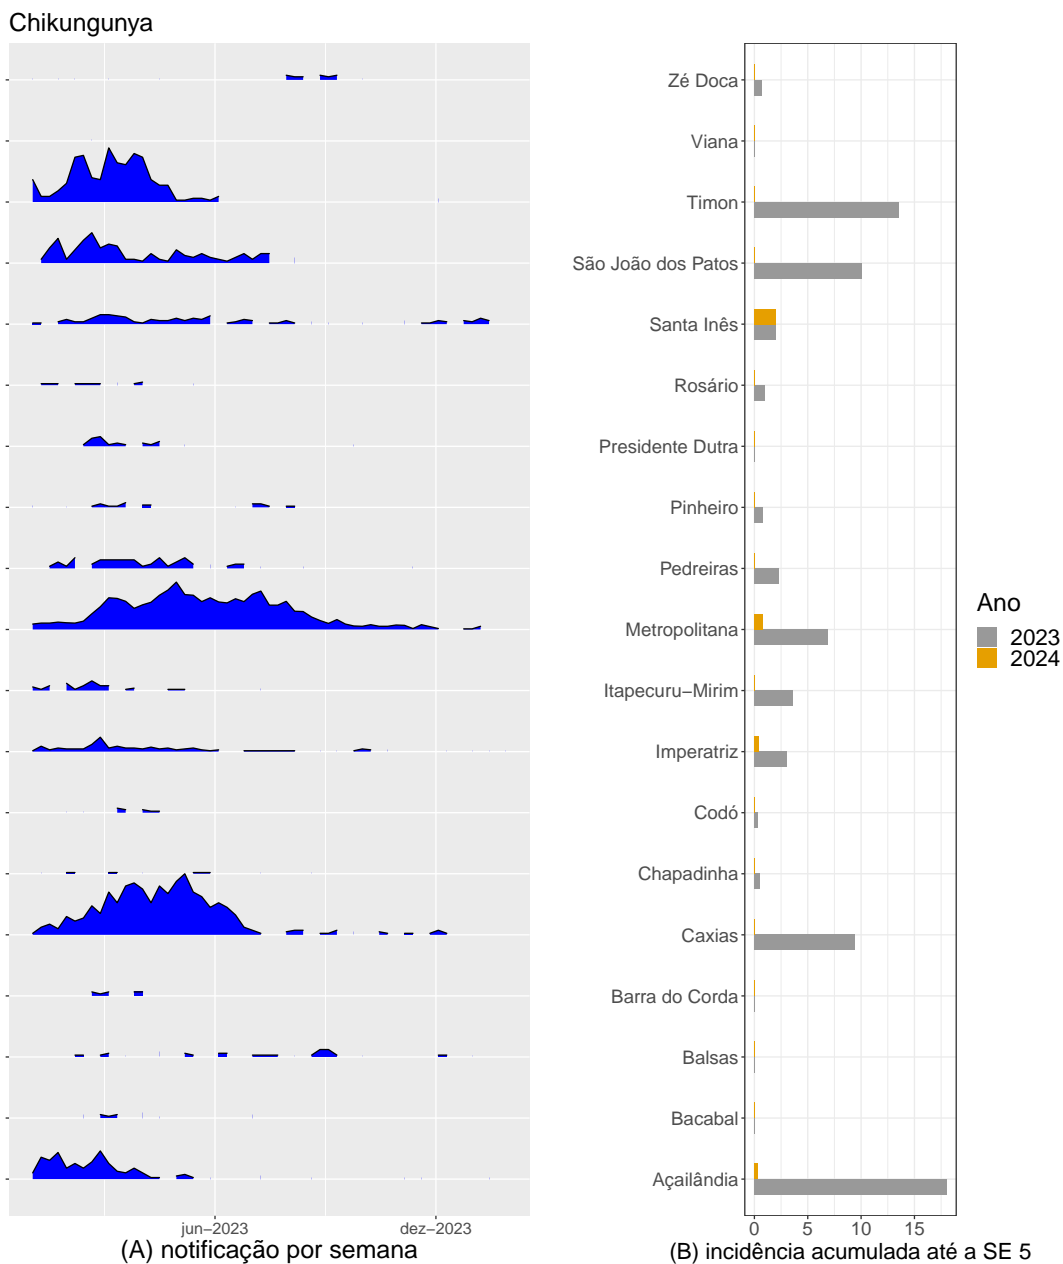 Chikungunya
Zé Doca
Viana
Timon
São João dos Patos
Santa Inês
Rosário
Presidente Dutra
Pinheiro
Pedreiras
Metropolitana
Itapecuru−Mirim
Imperatriz
Codó
Chapadinha
Caxias
Barra do Corda
Balsas
Bacabal
Açailândia
Ano
2023
2024
jun−2023 dez−2023
0 5 10 15
(A) notificação por semana
(B) incidência acumulada até a SE 5